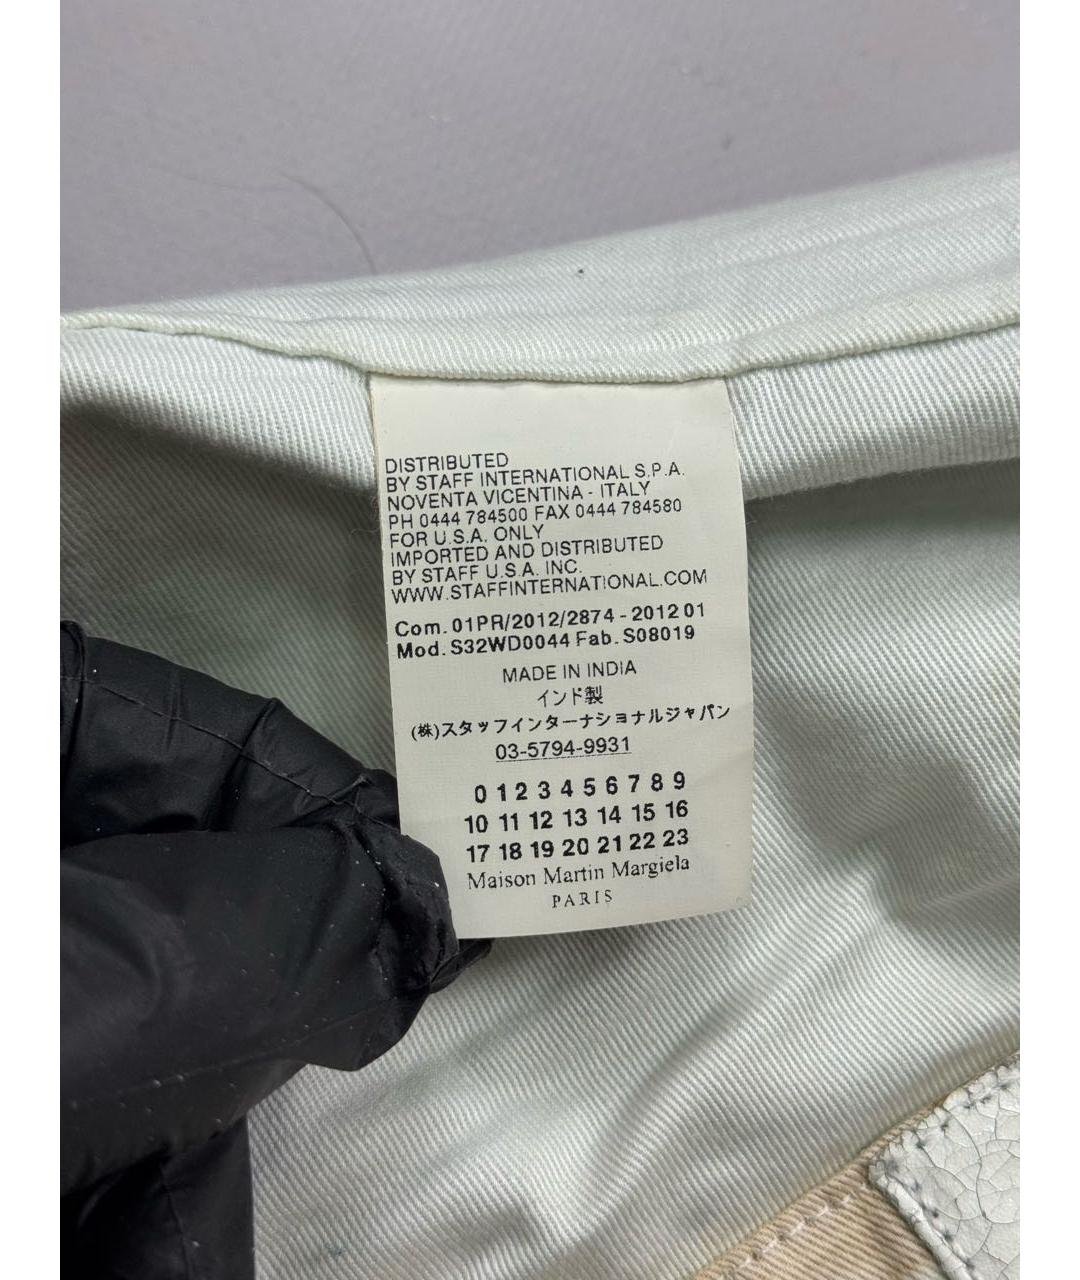 DISTRIBUTED
BY STAFF INTERNATIONAL S.P.A.
NOVENTA VICENTINA - ITALY
PH 0444 784500 FAX 0444 784580
FOR U.S.A. ONLY
IMPORTED AND DISTRIBUTED
BY STAFF U.S.A. INC.
WWW.STAFFINTERNATIONAL.COM
Com. 01PR/2012/2874 - 2012 01
Mod. S32WD0044 Fab. S08019
MADE IN INDIA
インド製
(株)スタッフインターナショナルジャパン
03-5794-9931
0 1 2 3 4 5 6 7 8 9
10 11 12 13 14 15 16
17 18 19 20 21 22 23
Maison Martin Margiela
PARIS